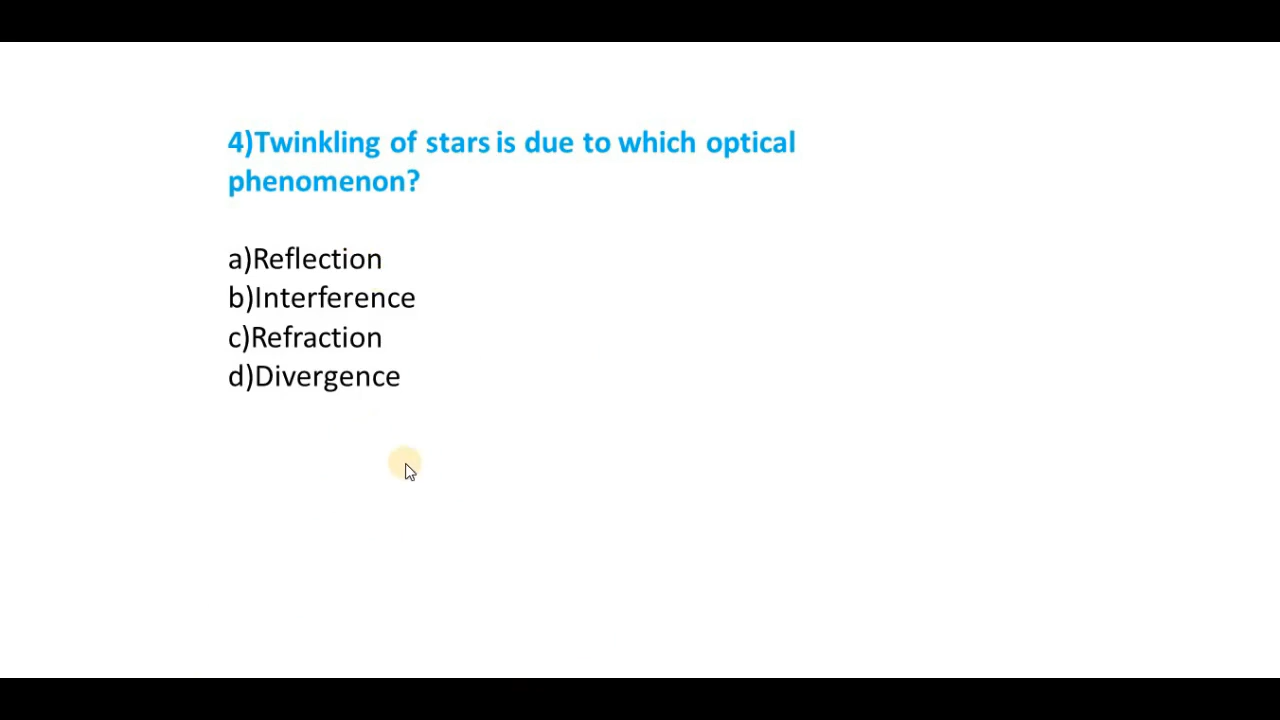 4)Twinkling of stars is due to which optical
phenomenon?
a)Reflection
b)Interference
c)Refraction
d)Divergence